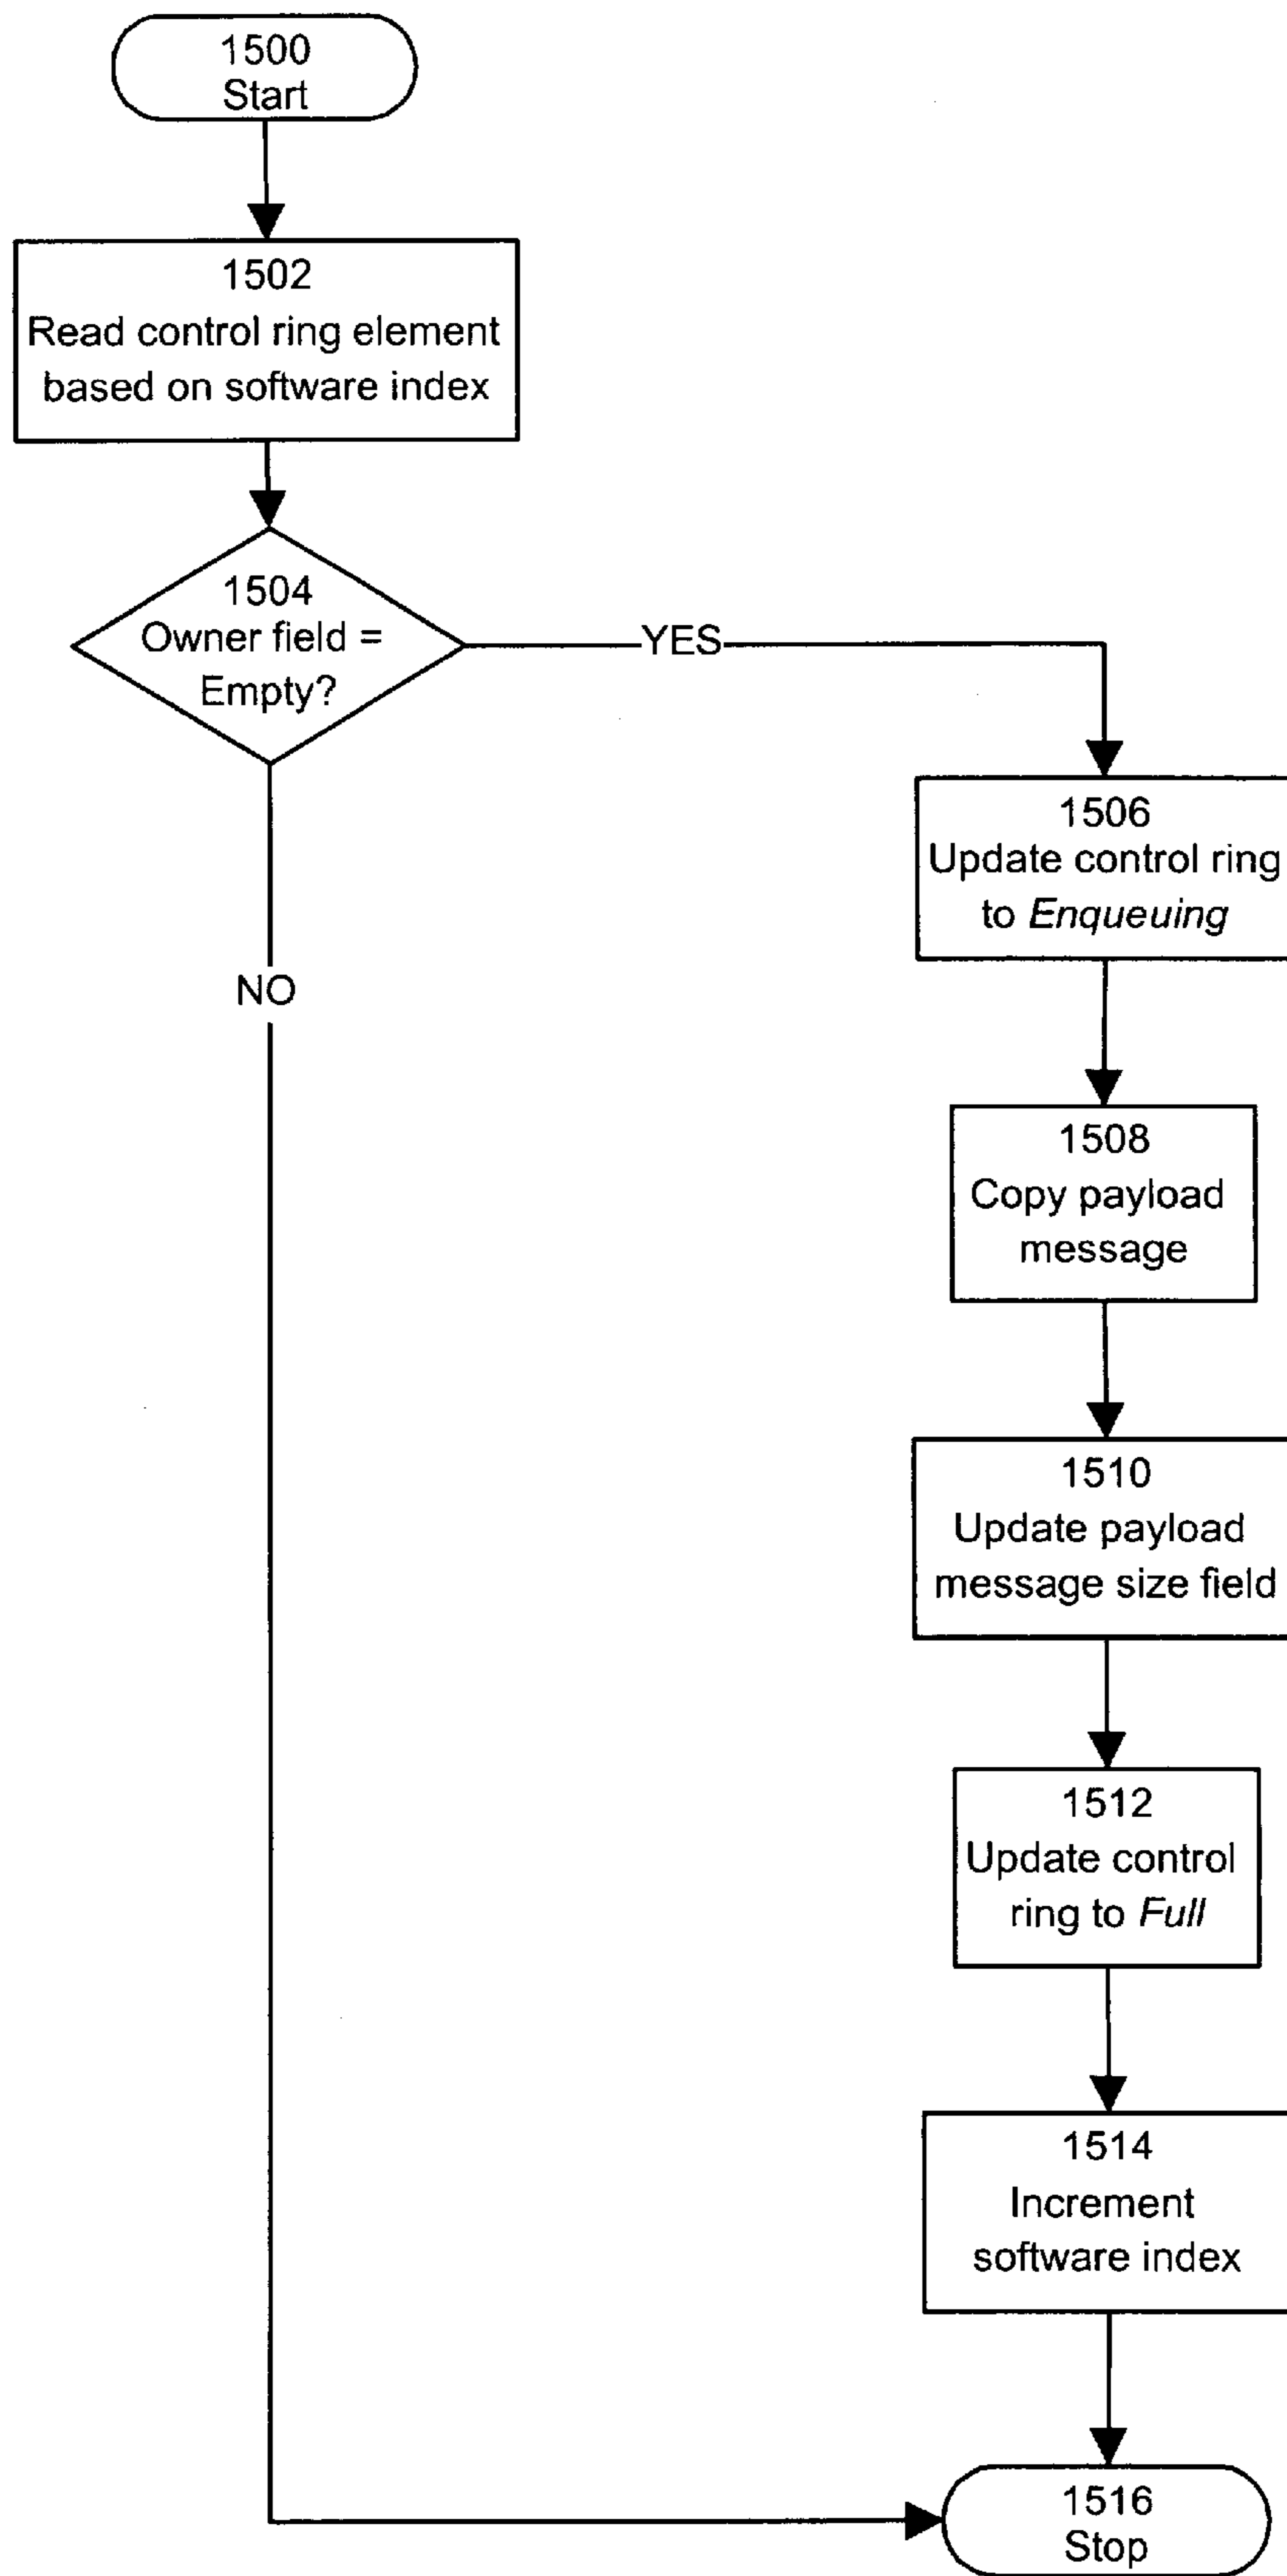 1500
Start
1502
Read control ring element
based on software index
1504
Owner field =
Empty?
YES
NO
1506
Update control ring
to Enqueuing
1508
Copy payload
message
1510
Update payload
message size field
1512
Update control
ring to Full
1514
Increment
software index
1516
Stop